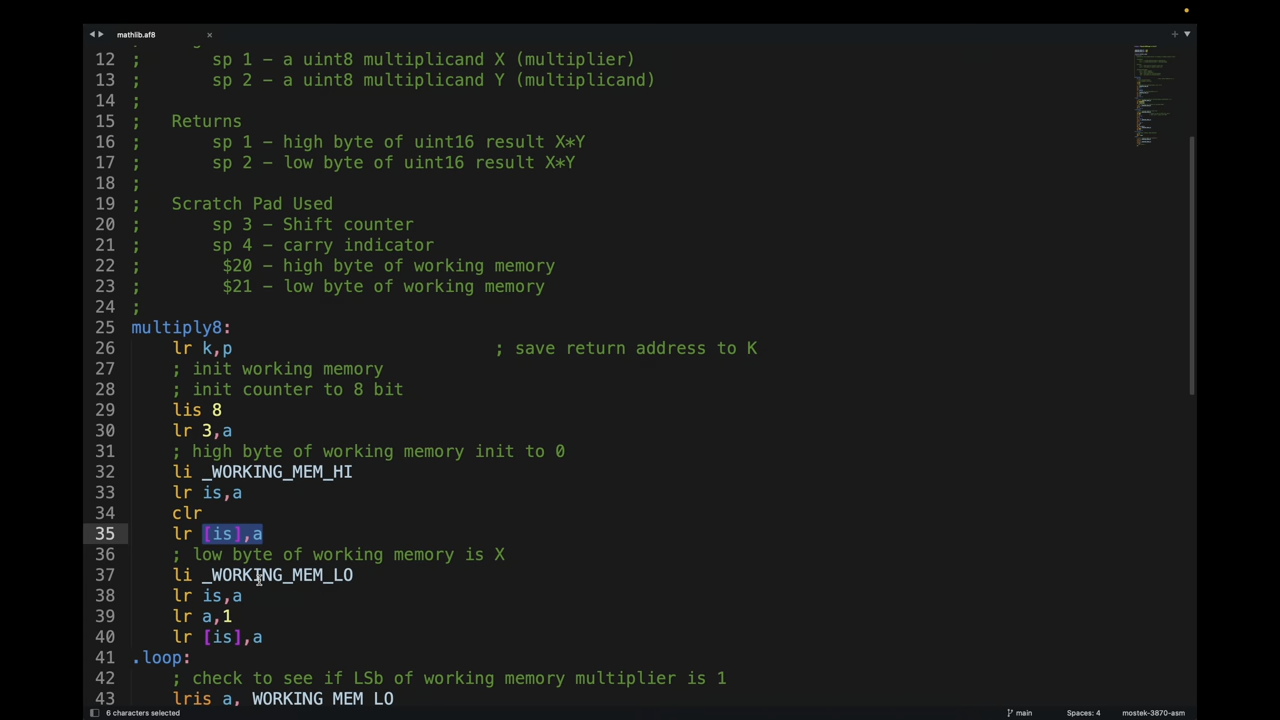 mathlib.af8 ×
12 ; sp 1 - a uint8 multiplicand X (multiplier)
13 ; sp 2 - a uint8 multiplicand Y (multiplicand)
14 ;
15 ; Returns
16 ; sp 1 - high byte of uint16 result X*Y
17 ; sp 2 - low byte of uint16 result X*Y
18 ;
19 ; Scratch Pad Used
20 ; sp 3 - Shift counter
21 ; sp 4 - carry indicator
22 ; $20 - high byte of working memory
23 ; $21 - low byte of working memory
24 ;
25 multiply8:
26 lr k,p ; save return address to K
27 ; init working memory
28 ; init counter to 8 bit
29 lis 8
30 lr 3,a
31 ; high byte of working memory init to 0
32 li _WORKING_MEM_HI
33 lr is,a
34 clr
35 lr [is],a
36 ; low byte of working memory is X
37 li _WORKING_MEM_LO
38 lr is,a
39 lr a,1
40 lr [is],a
41 .loop:
42 ; check to see if LSb of working memory multiplier is 1
43 lris a, WORKING MEM LO
6 characters selected main Spaces: 4 mostek-3870-asm